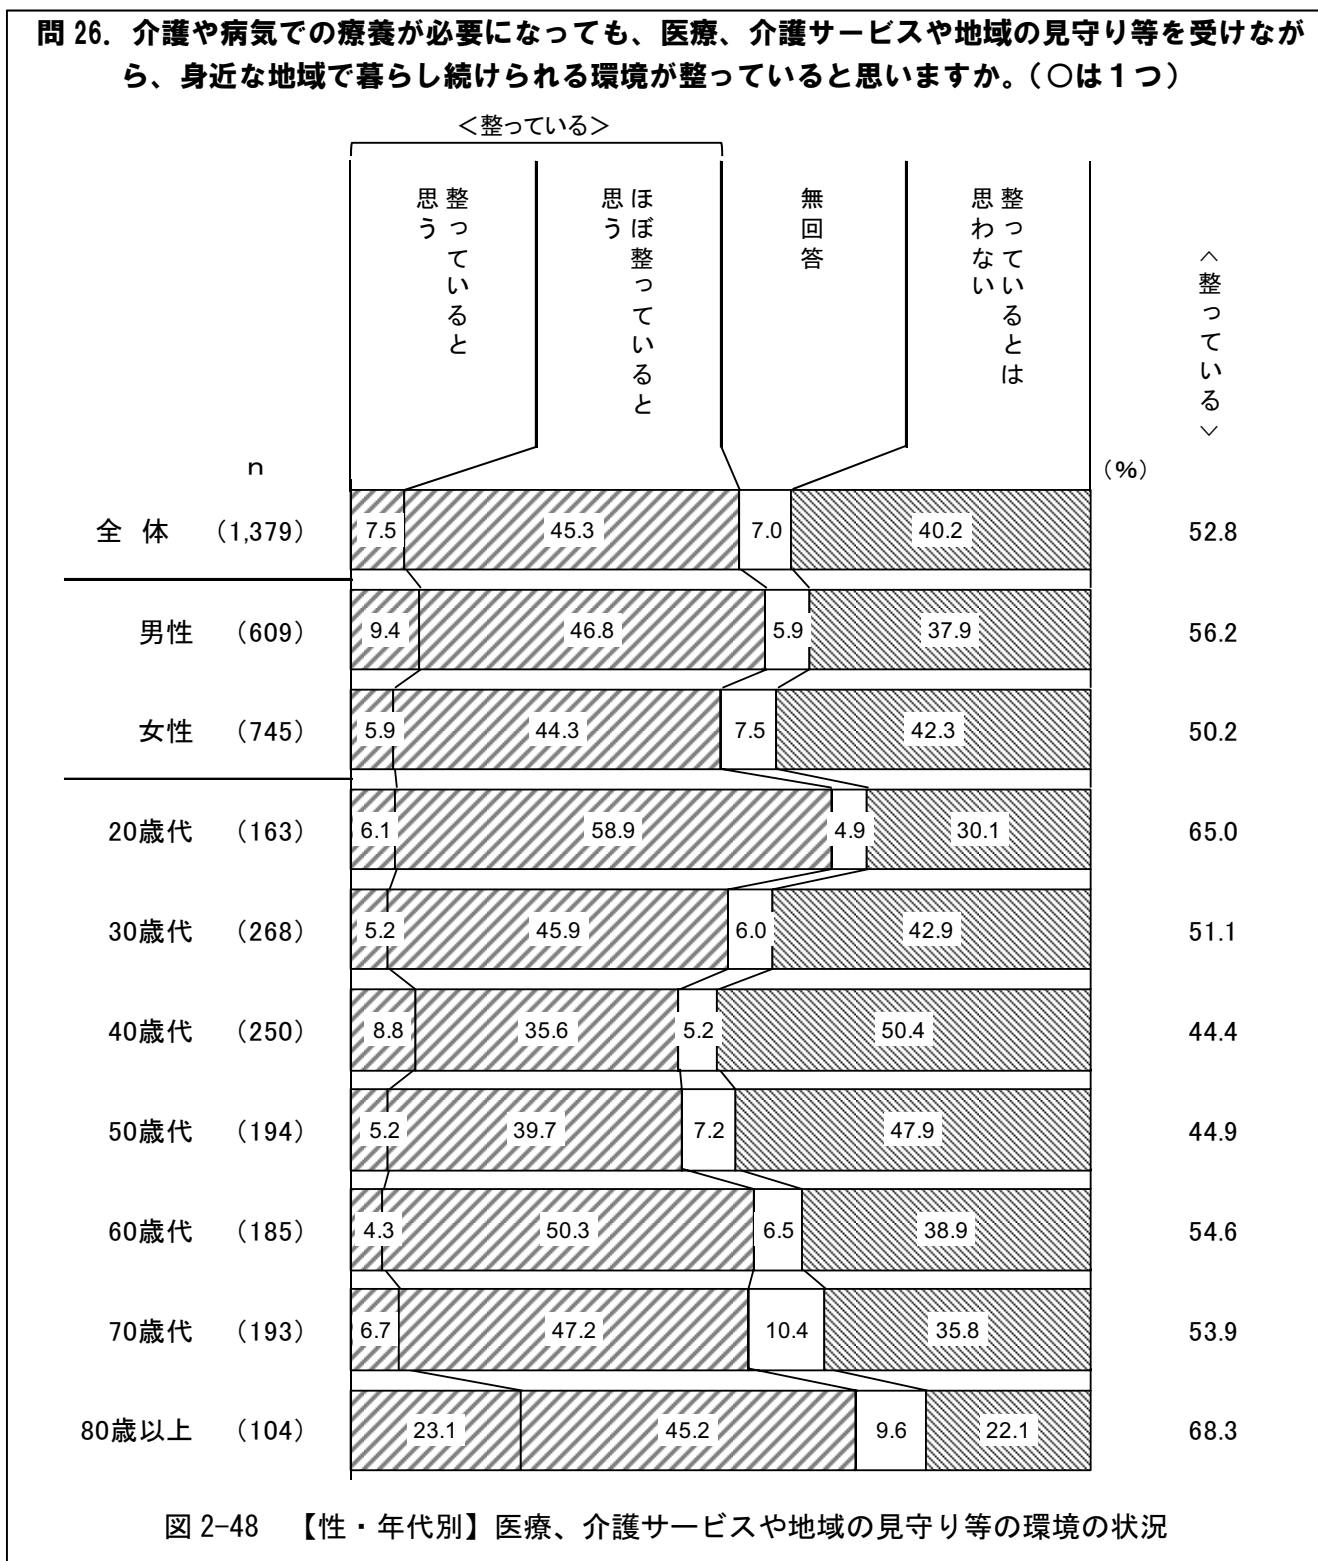 問 26. 介護や病気での療養が必要になっても、医療、介護サービスや地域の見守り等を受けなが
ら、身近な地域で暮らし続けられる環境が整っていると思いますか。（○は１つ）
＜整っている＞
整っていると
思う
ほぼ整っていると
思う
無回答
整っているとは
思わない
＜整っている＞
n
(%)
全 体 (1,379) 7.5 45.3 7.0 40.2 52.8
男性 (609) 9.4 46.8 5.9 37.9 56.2
女性 (745) 5.9 44.3 7.5 42.3 50.2
20歳代 (163) 6.1 58.9 4.9 30.1 65.0
30歳代 (268) 5.2 45.9 6.0 42.9 51.1
40歳代 (250) 8.8 35.6 5.2 50.4 44.4
50歳代 (194) 5.2 39.7 7.2 47.9 44.9
60歳代 (185) 4.3 50.3 6.5 38.9 54.6
70歳代 (193) 6.7 47.2 10.4 35.8 53.9
80歳以上 (104) 23.1 45.2 9.6 22.1 68.3
図 2-48 【性・年代別】医療、介護サービスや地域の見守り等の環境の状況